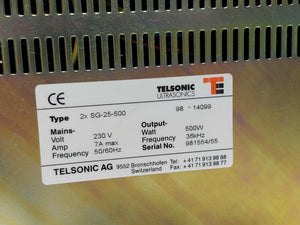 TELSONIC
ULTRASONICS
CE
Type 2x SG-25-500 98 - 14099
Mains- Output-
Volt 230 V Watt 500W
Amp 7A max Frequency 36kHz
Frequency 50/60Hz Serial No. 981554/55
TELSONIC AG 9552 Bronschhofen Tel : +41 71 913 98 88
Switzerland Fax: +41 71 913 98 77